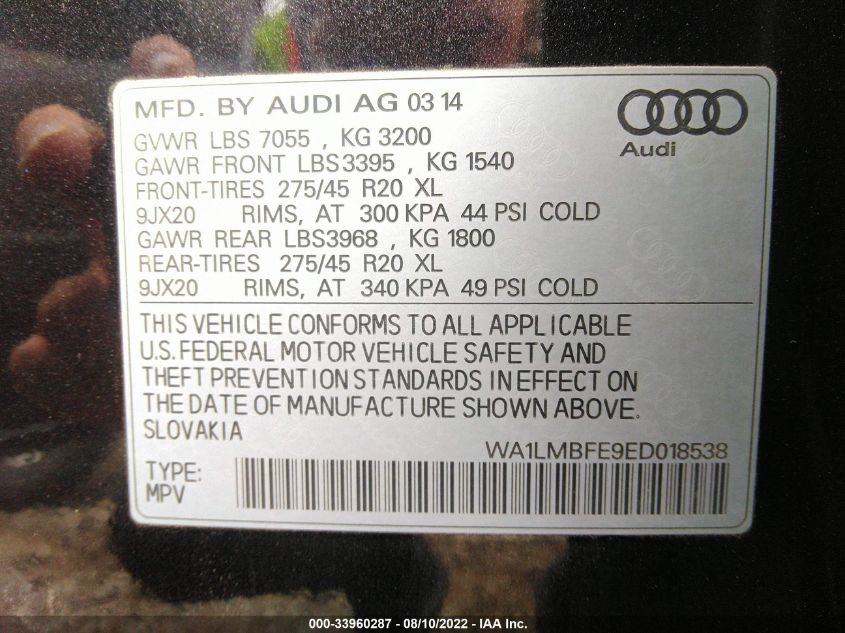 MFD. BY AUDI AG 03 14
Audi
GVWR LBS 7055 , KG 3200
GAWR FRONT LBS3395 , KG 1540
FRONT-TIRES 275/45 R20 XL
9JX20 RIMS, AT 300 KPA 44 PSI COLD
GAWR REAR LBS3968 , KG 1800
REAR-TIRES 275/45 R20 XL
9JX20 RIMS, AT 340 KPA 49 PSI COLD
THIS VEHICLE CONFORMS TO ALL APPLICABLE
U.S. FEDERAL MOTOR VEHICLE SAFETY AND
THEFT PREVENTION STANDARDS IN EFFECT ON
THE DATE OF MANUFACTURE SHOWN ABOVE.
SLOVAKIA
WA1LMBFE9ED018538
TYPE:
MPV
000-33960287 - 08/10/2022 - IAA Inc.